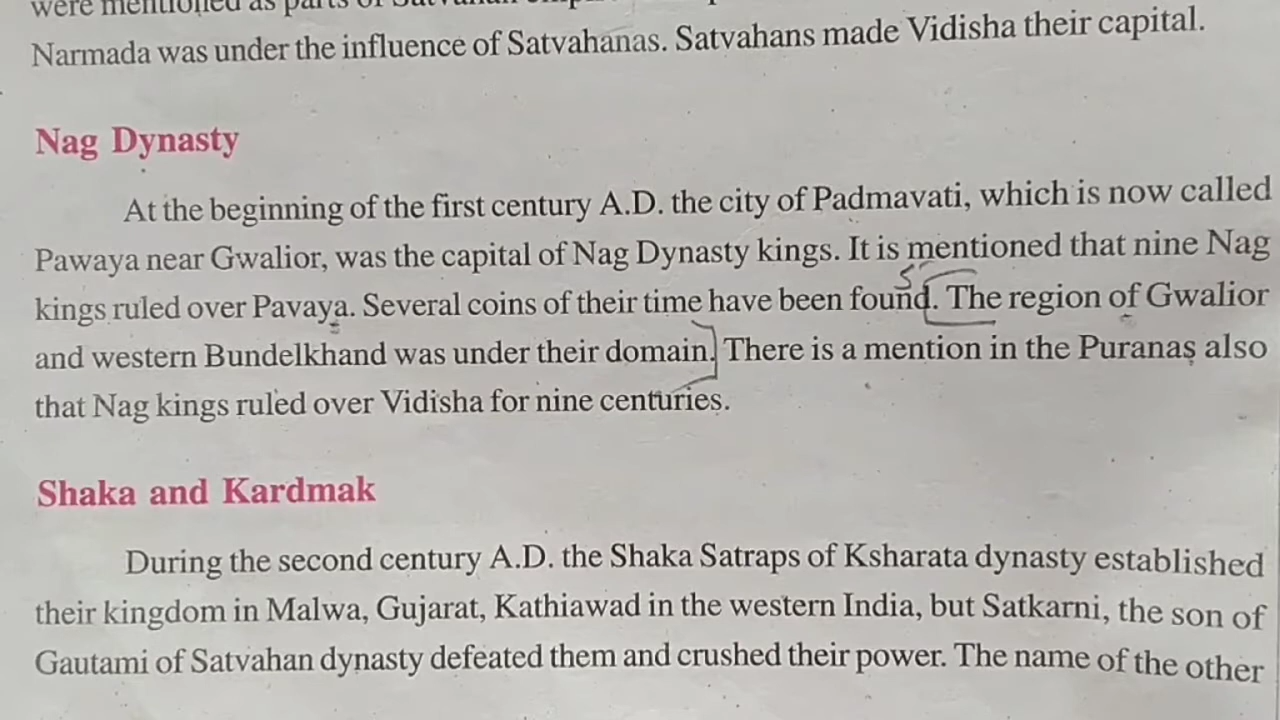 were mentioned as parts of Satvahan
Narmada was under the influence of Satvahanas. Satvahans made Vidisha their capital.
Nag Dynasty
At the beginning of the first century A.D. the city of Padmavati, which is now called
Pawaya near Gwalior, was the capital of Nag Dynasty kings. It is mentioned that nine Nag
kings ruled over Pavaya. Several coins of their time have been found. The region of Gwalior
and western Bundelkhand was under their domain. There is a mention in the Puranas also
that Nag kings ruled over Vidisha for nine centuries.
Shaka and Kardmak
During the second century A.D. the Shaka Satraps of Ksharata dynasty established
their kingdom in Malwa, Gujarat, Kathiawad in the western India, but Satkarni, the son of
Gautami of Satvahan dynasty defeated them and crushed their power. The name of the other